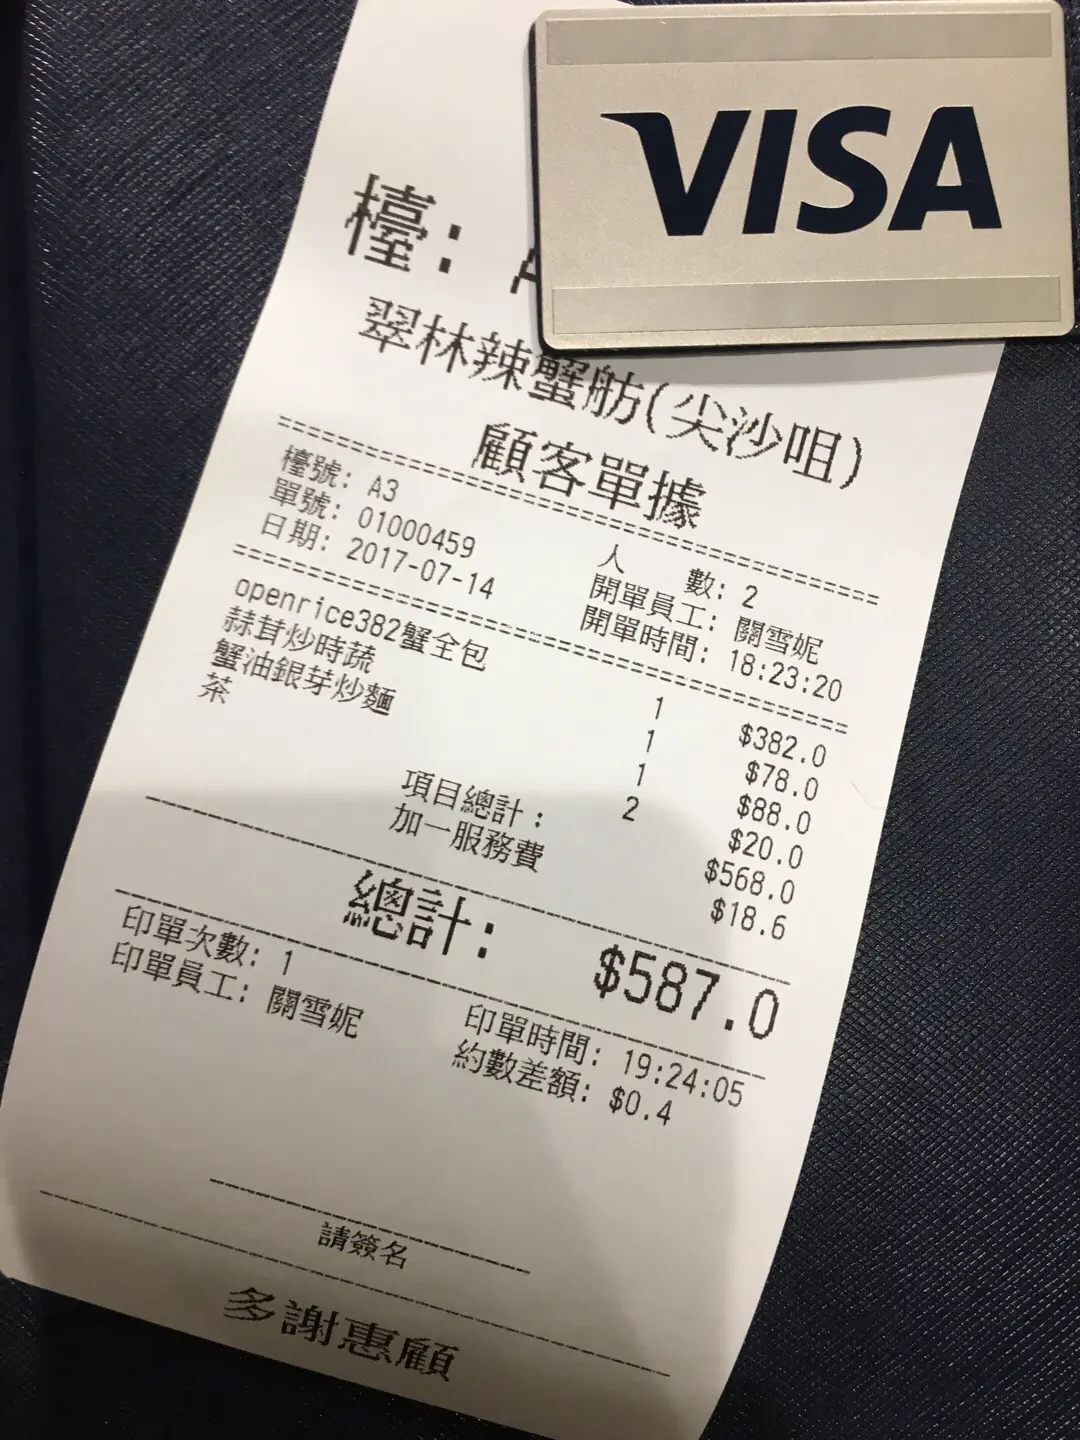 VISA
檯:
翠林辣蟹舫(尖沙咀)
顧客單據
檯號: A3 人 數: 2
單號: 01000459 開單員工: 關雪妮
日期: 2017-07-14 開單時間: 18:23:20
openrice382蟹全包 1 $382.0
蒜茸炒時蔬 1 $78.0
蟹油銀芽炒麵 1 $88.0
茶 2 $20.0
項目總計: $568.0
加一服務費 $18.6
總計: $587.0
印單次數: 1 印單時間: 19:24:05
印單員工: 關雪妮 約數差額: $0.4
請簽名
多謝惠顧